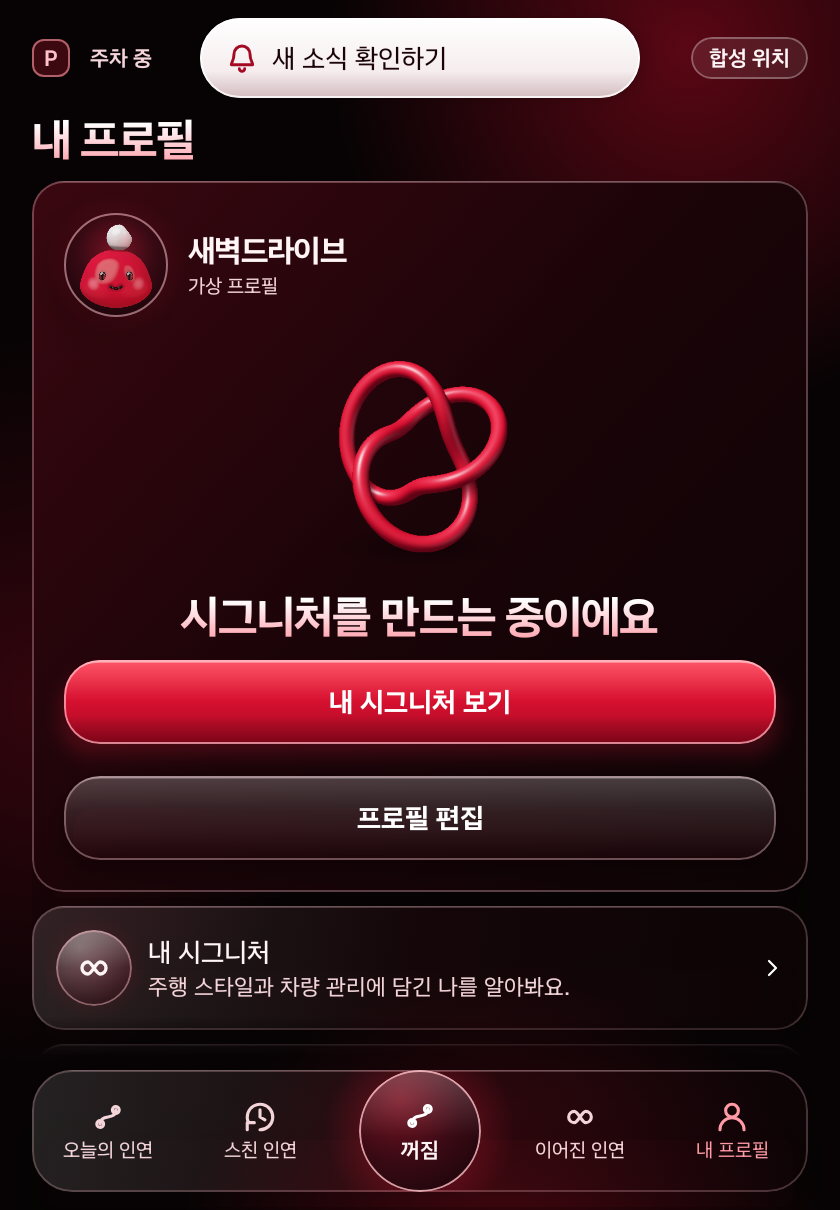 P 주차 중
새 소식 확인하기
합성 위치
내 프로필
새벽드라이브
가상 프로필
시그니처를 만드는 중이에요
내 시그니처 보기
프로필 편집
내 시그니처
주행 스타일과 차량 관리에 담긴 나를 알아봐요.
오늘의 인연
스친 인연
꺼짐
이어진 인연
내 프로필